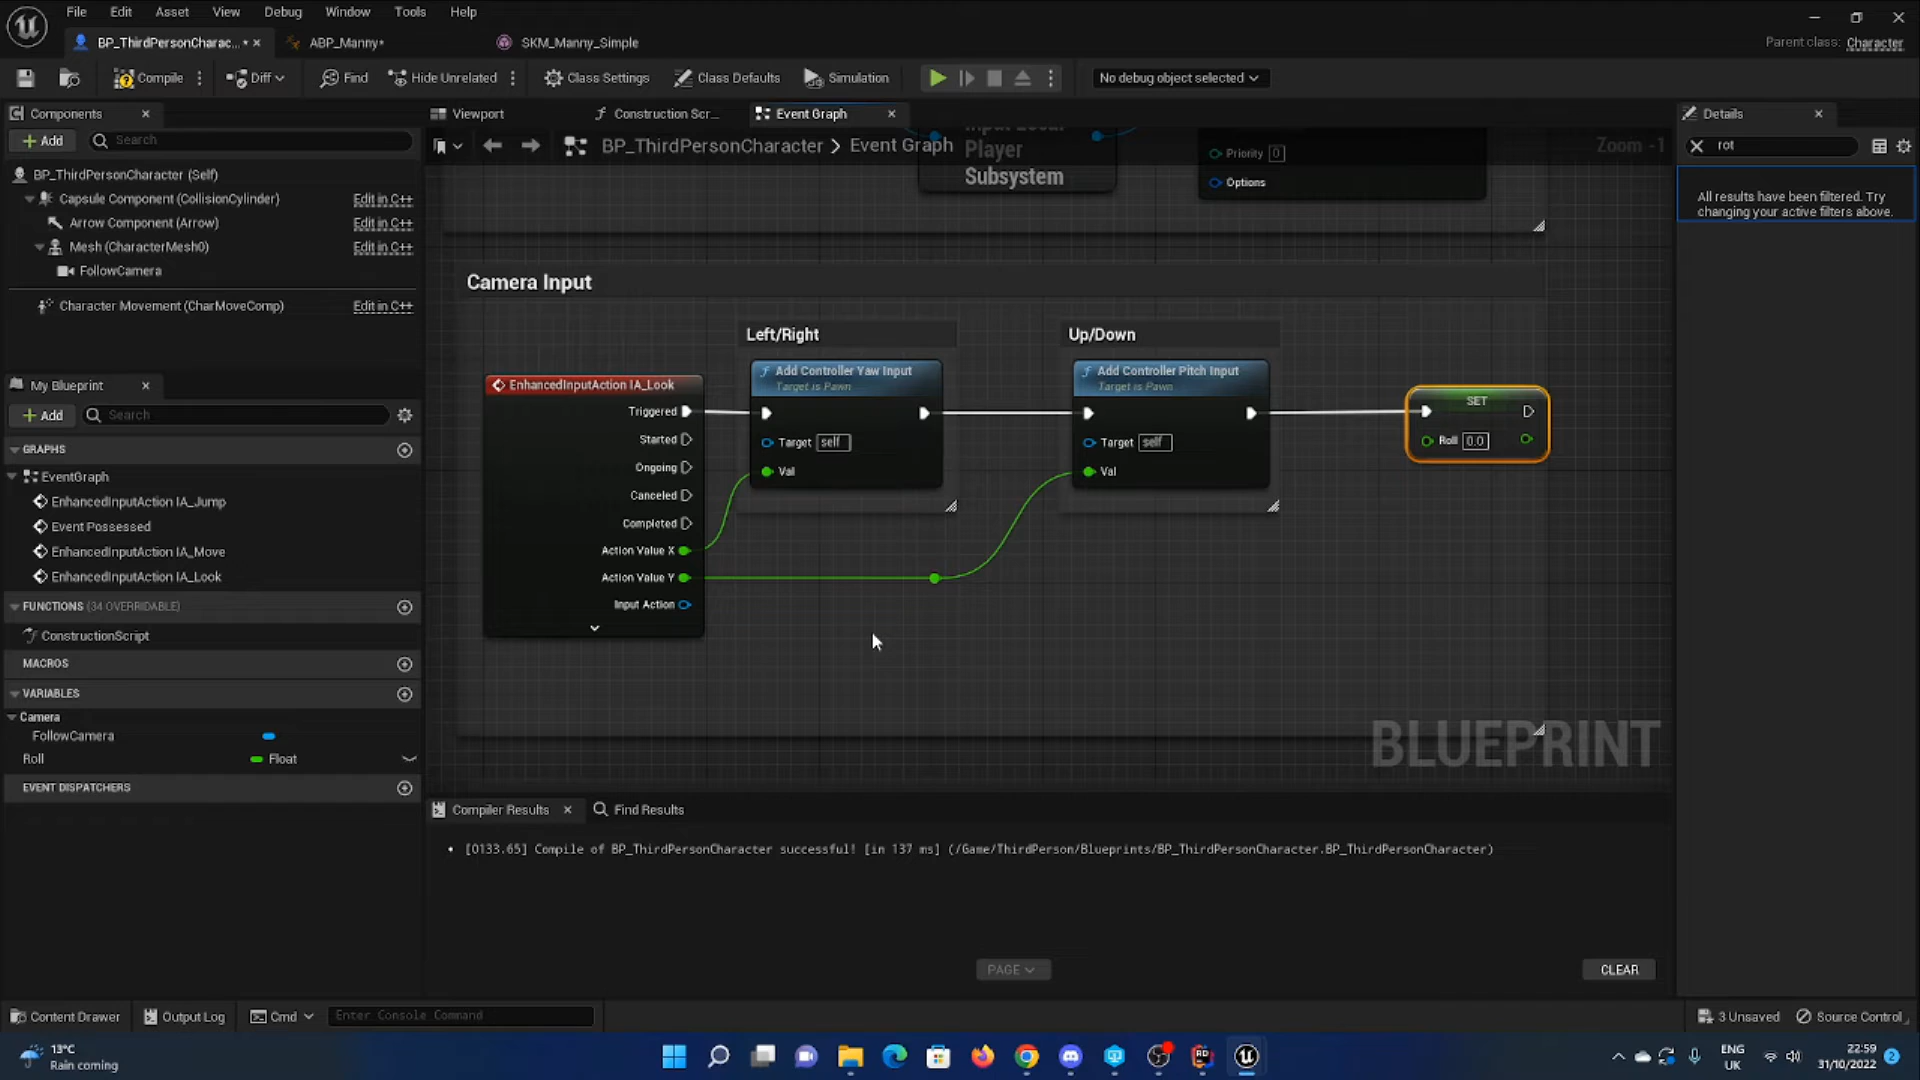 File Edit Asset View Debug Window Tools Help
BP_ThirdPersonCharac...* ABP_Manny* SKM_Manny_Simple
Parent class: Character
Compile Diff Find Hide Unrelated Class Settings Class Defaults Simulation No debug object selected
Components
Add Search
BP_ThirdPersonCharacter (Self)
Capsule Component (CollisionCylinder) Edit in C++
Arrow Component (Arrow) Edit in C++
Mesh (CharacterMesh0) Edit in C++
FollowCamera
Character Movement (CharMoveComp) Edit in C++
My Blueprint
Add Search
GRAPHS
EventGraph
EnhancedInputAction IA_Jump
Event Possessed
EnhancedInputAction IA_Move
EnhancedInputAction IA_Look
FUNCTIONS (34 OVERRIDABLE)
ConstructionScript
MACROS
VARIABLES
Camera
FollowCamera
Roll Float
EVENT DISPATCHERS
Viewport Construction Scr... Event Graph
BP_ThirdPersonCharacter > Event Graph
Zoom -1
Input Local
Player
Subsystem
Priority 0
Options
Camera Input
Left/Right
Up/Down
EnhancedInputAction IA_Look
Triggered
Started
Ongoing
Canceled
Completed
Action Value X
Action Value Y
Input Action
Add Controller Yaw Input
Target is Pawn
Target self
Val
Add Controller Pitch Input
Target is Pawn
Target self
Val
SET
Roll 0.0
BLUEPRINT
Details
rot
All results have been filtered. Try
changing your active filters above.
Compiler Results Find Results
[0133.65] Compile of BP_ThirdPersonCharacter successful! [in 137 ms] (/Game/ThirdPerson/Blueprints/BP_ThirdPersonCharacter.BP_ThirdPersonCharacter)
PAGE CLEAR
Content Drawer Output Log Cmd Enter Console Command 3 Unsaved Source Control
13°C
Rain coming
ENG
UK
22:59
31/10/2022
2